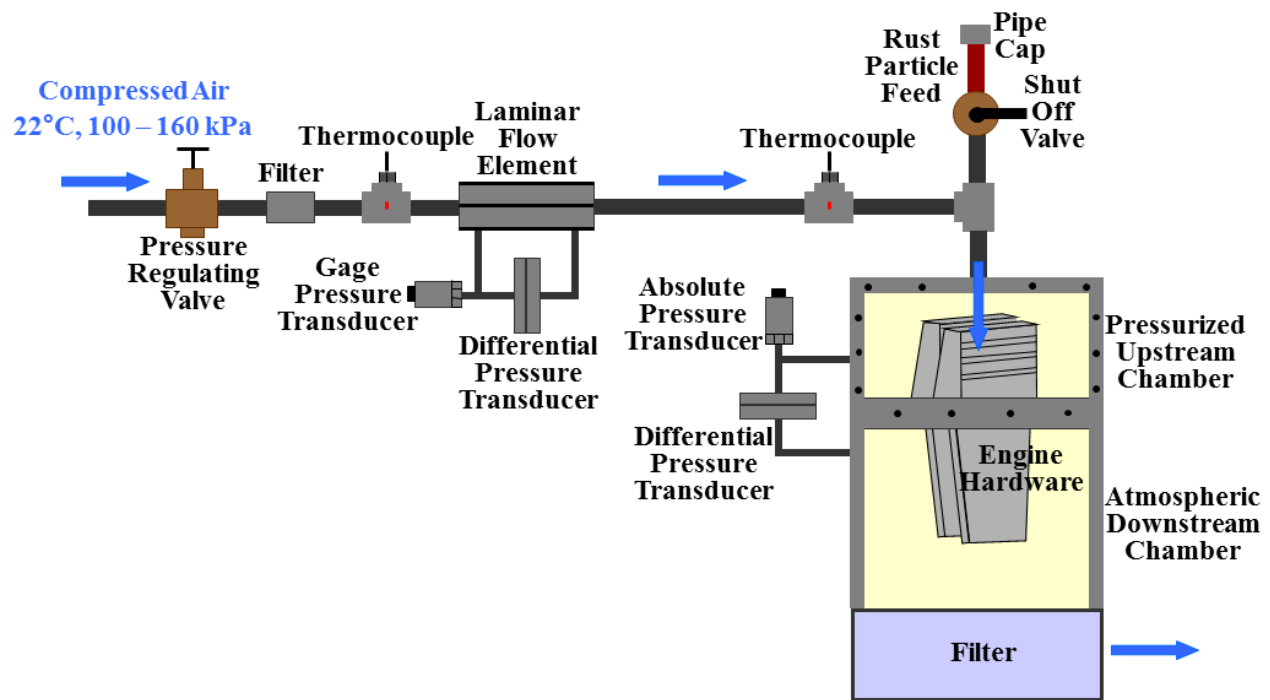 Compressed Air
22°C, 100 – 160 kPa
Filter
Thermocouple
Laminar
Flow
Element
Thermocouple
Rust
Particle
Feed
Pipe
Cap
Shut
Off
Valve
Pressure
Regulating
Valve
Gage
Pressure
Transducer
Differential
Pressure
Transducer
Absolute
Pressure
Transducer
Differential
Pressure
Transducer
Pressurized
Upstream
Chamber
Engine
Hardware
Atmospheric
Downstream
Chamber
Filter